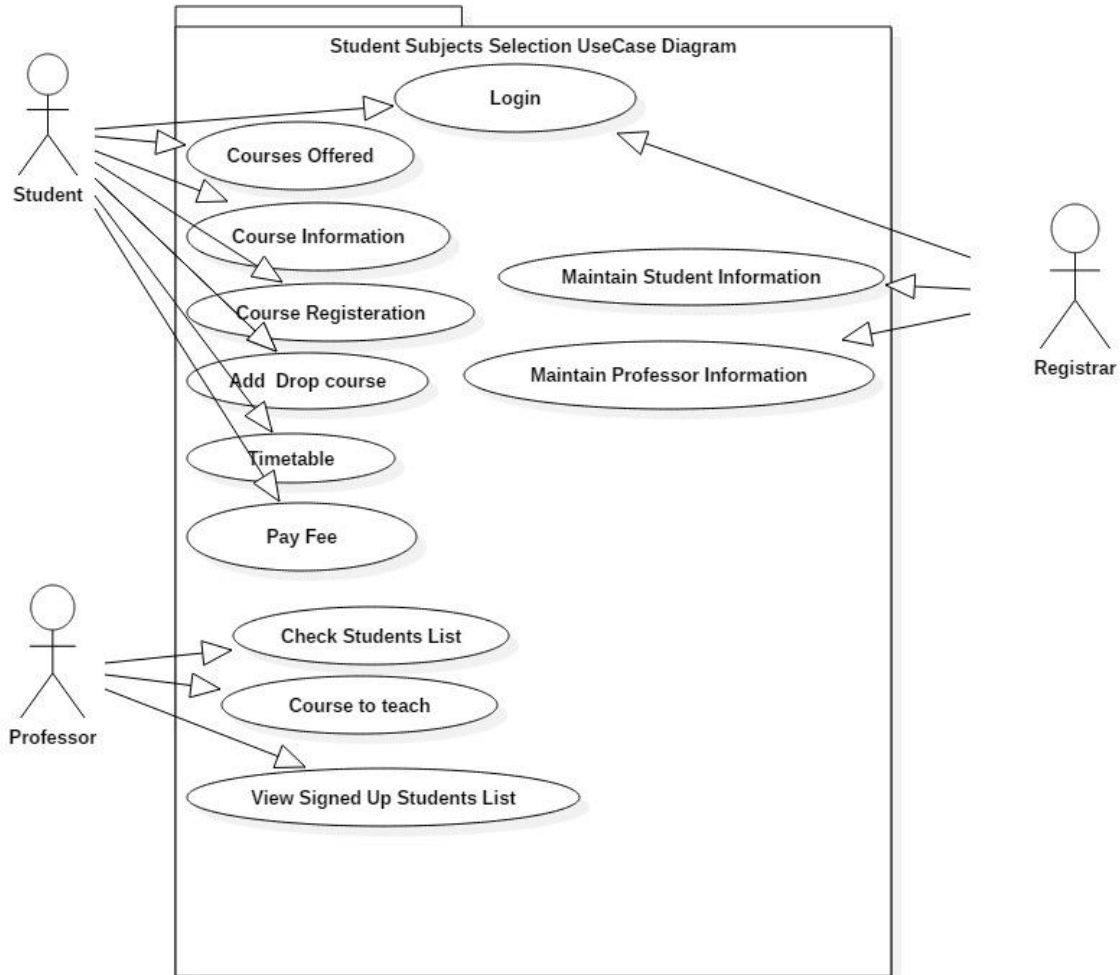 Student Subjects Selection UseCase Diagram
Login
Courses Offered
Student
Course Information
Maintain Student Information
Course Registeration
Registrar
Add Drop course
Maintain Professor Information
Timetable
Pay Fee
Check Students List
Course to teach
Professor
View Signed Up Students List